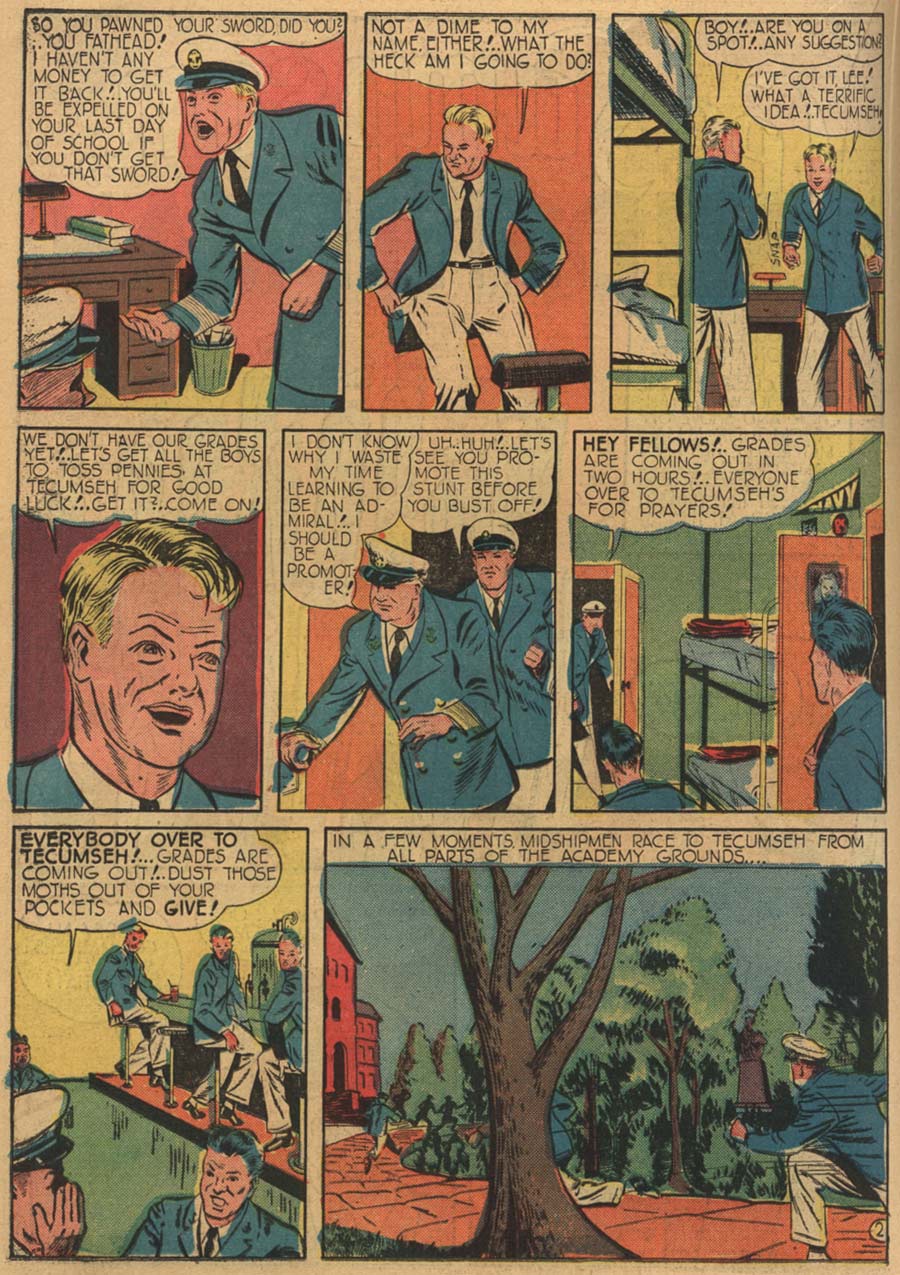 SO YOU PAWNED YOUR SWORD, DID YOU?
..YOU FATHEAD!
I HAVEN'T ANY
MONEY TO GET
IT BACK!..YOU'LL
BE EXPELLED ON
YOUR LAST DAY
OF SCHOOL IF
YOU DON'T GET
THAT SWORD!
NOT A DIME TO MY
NAME, EITHER!..WHAT THE
HECK AM I GOING TO DO?
BOY!...ARE YOU ON A
SPOT!..ANY SUGGESTION?
I'VE GOT IT, LEE!
WHAT A TERRIFIC
IDEA!..TECUMSEH!
SNAP
WE DON'T HAVE OUR GRADES
YET!..LET'S GET ALL THE BOYS
TO TOSS PENNIES AT
TECUMSEH FOR GOOD
LUCK!..GET IT?..COME ON!
I DON'T KNOW
WHY I WASTE
MY TIME
LEARNING TO
BE AN AD-
MIRAL!. I
SHOULD
BE A
PROMOT-
ER!
UH..HUH!..LET'S
SEE YOU PRO-
MOTE THIS
STUNT BEFORE
YOU BUST OFF!
HEY FELLOWS!.. GRADES
ARE COMING OUT IN
TWO HOURS!..EVERYONE
OVER TO TECUMSEH'S
FOR PRAYERS!
NAVY
EVERYBODY OVER TO
TECUMSEH!...GRADES ARE
COMING OUT!..DUST THOSE
MOTHS OUT OF YOUR
POCKETS AND GIVE!
IN A FEW MOMENTS, MIDSHIPMEN RACE TO TECUMSEH FROM
ALL PARTS OF THE ACADEMY GROUNDS....
2